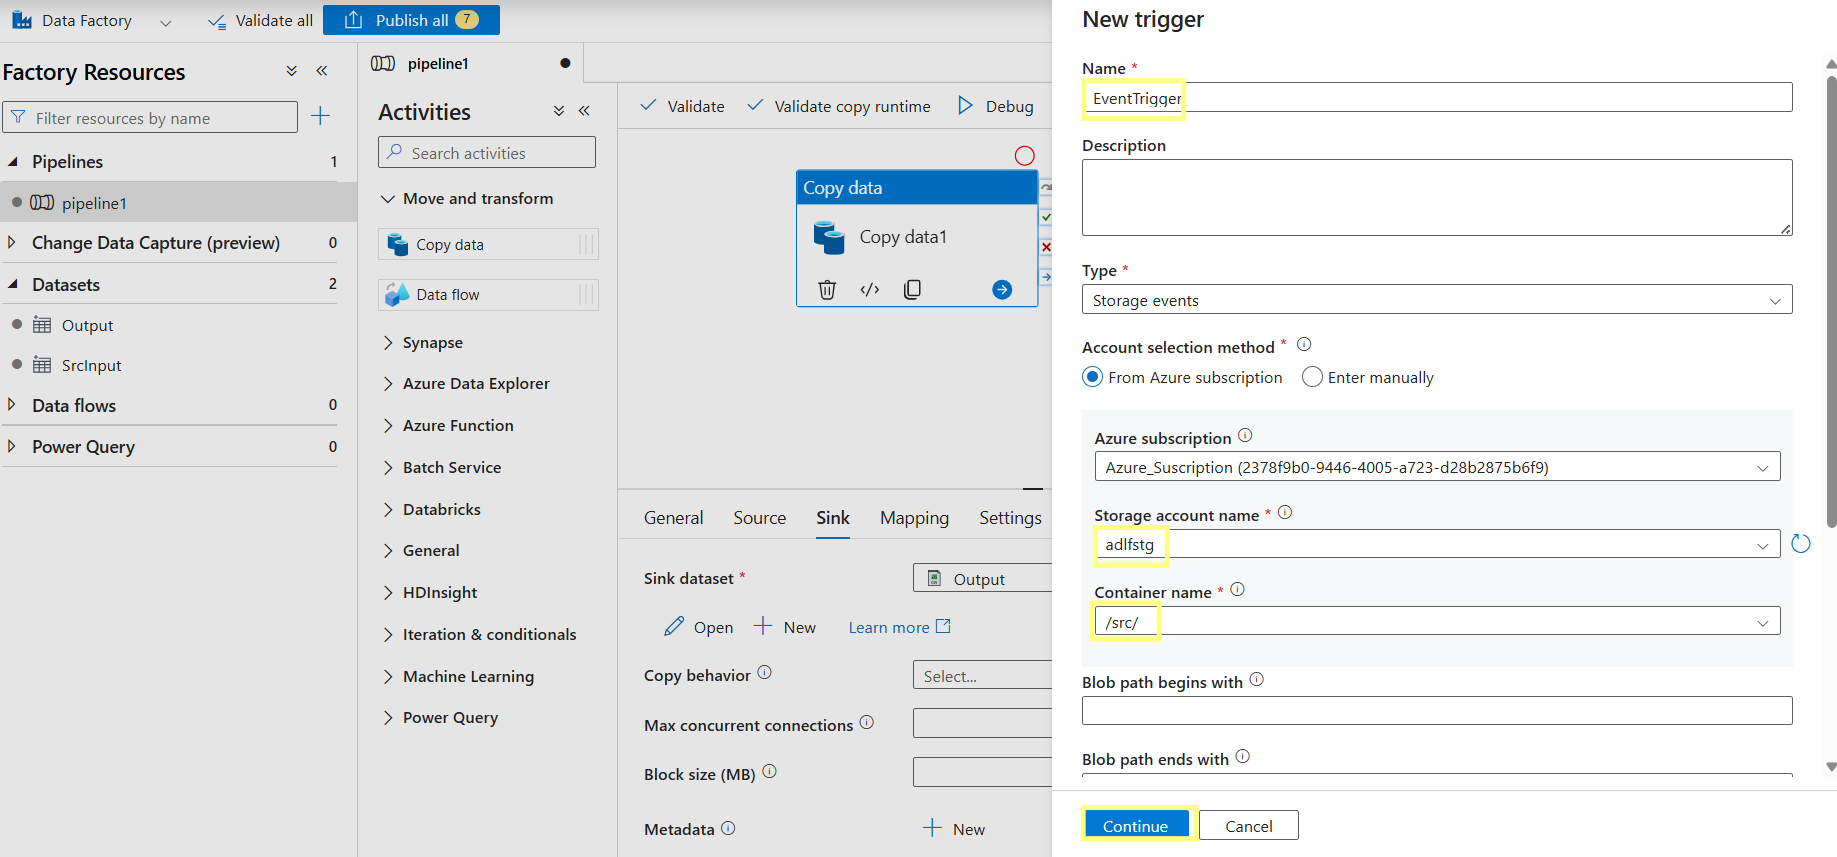 Data Factory
Validate all
Publish all 7
Factory Resources
Filter resources by name
Pipelines 1
pipeline1
Change Data Capture (preview) 0
Datasets 2
Output
SrcInput
Data flows 0
Power Query 0
pipeline1
Activities
Search activities
Move and transform
Copy data
Data flow
Synapse
Azure Data Explorer
Azure Function
Batch Service
Databricks
General
HDInsight
Iteration & conditionals
Machine Learning
Power Query
Validate Validate copy runtime Debug
Copy data
Copy data1
General Source Sink Mapping Settings
Sink dataset * Output
Open New Learn more
Copy behavior Select...
Max concurrent connections
Block size (MB)
Metadata New
New trigger
Name *
EventTrigger
Description
Type *
Storage events
Account selection method *
From Azure subscription Enter manually
Azure subscription
Azure_Suscription (2378f9b0-9446-4005-a723-d28b2875b6f9)
Storage account name *
adlfstg
Container name *
/src/
Blob path begins with
Blob path ends with
Continue Cancel